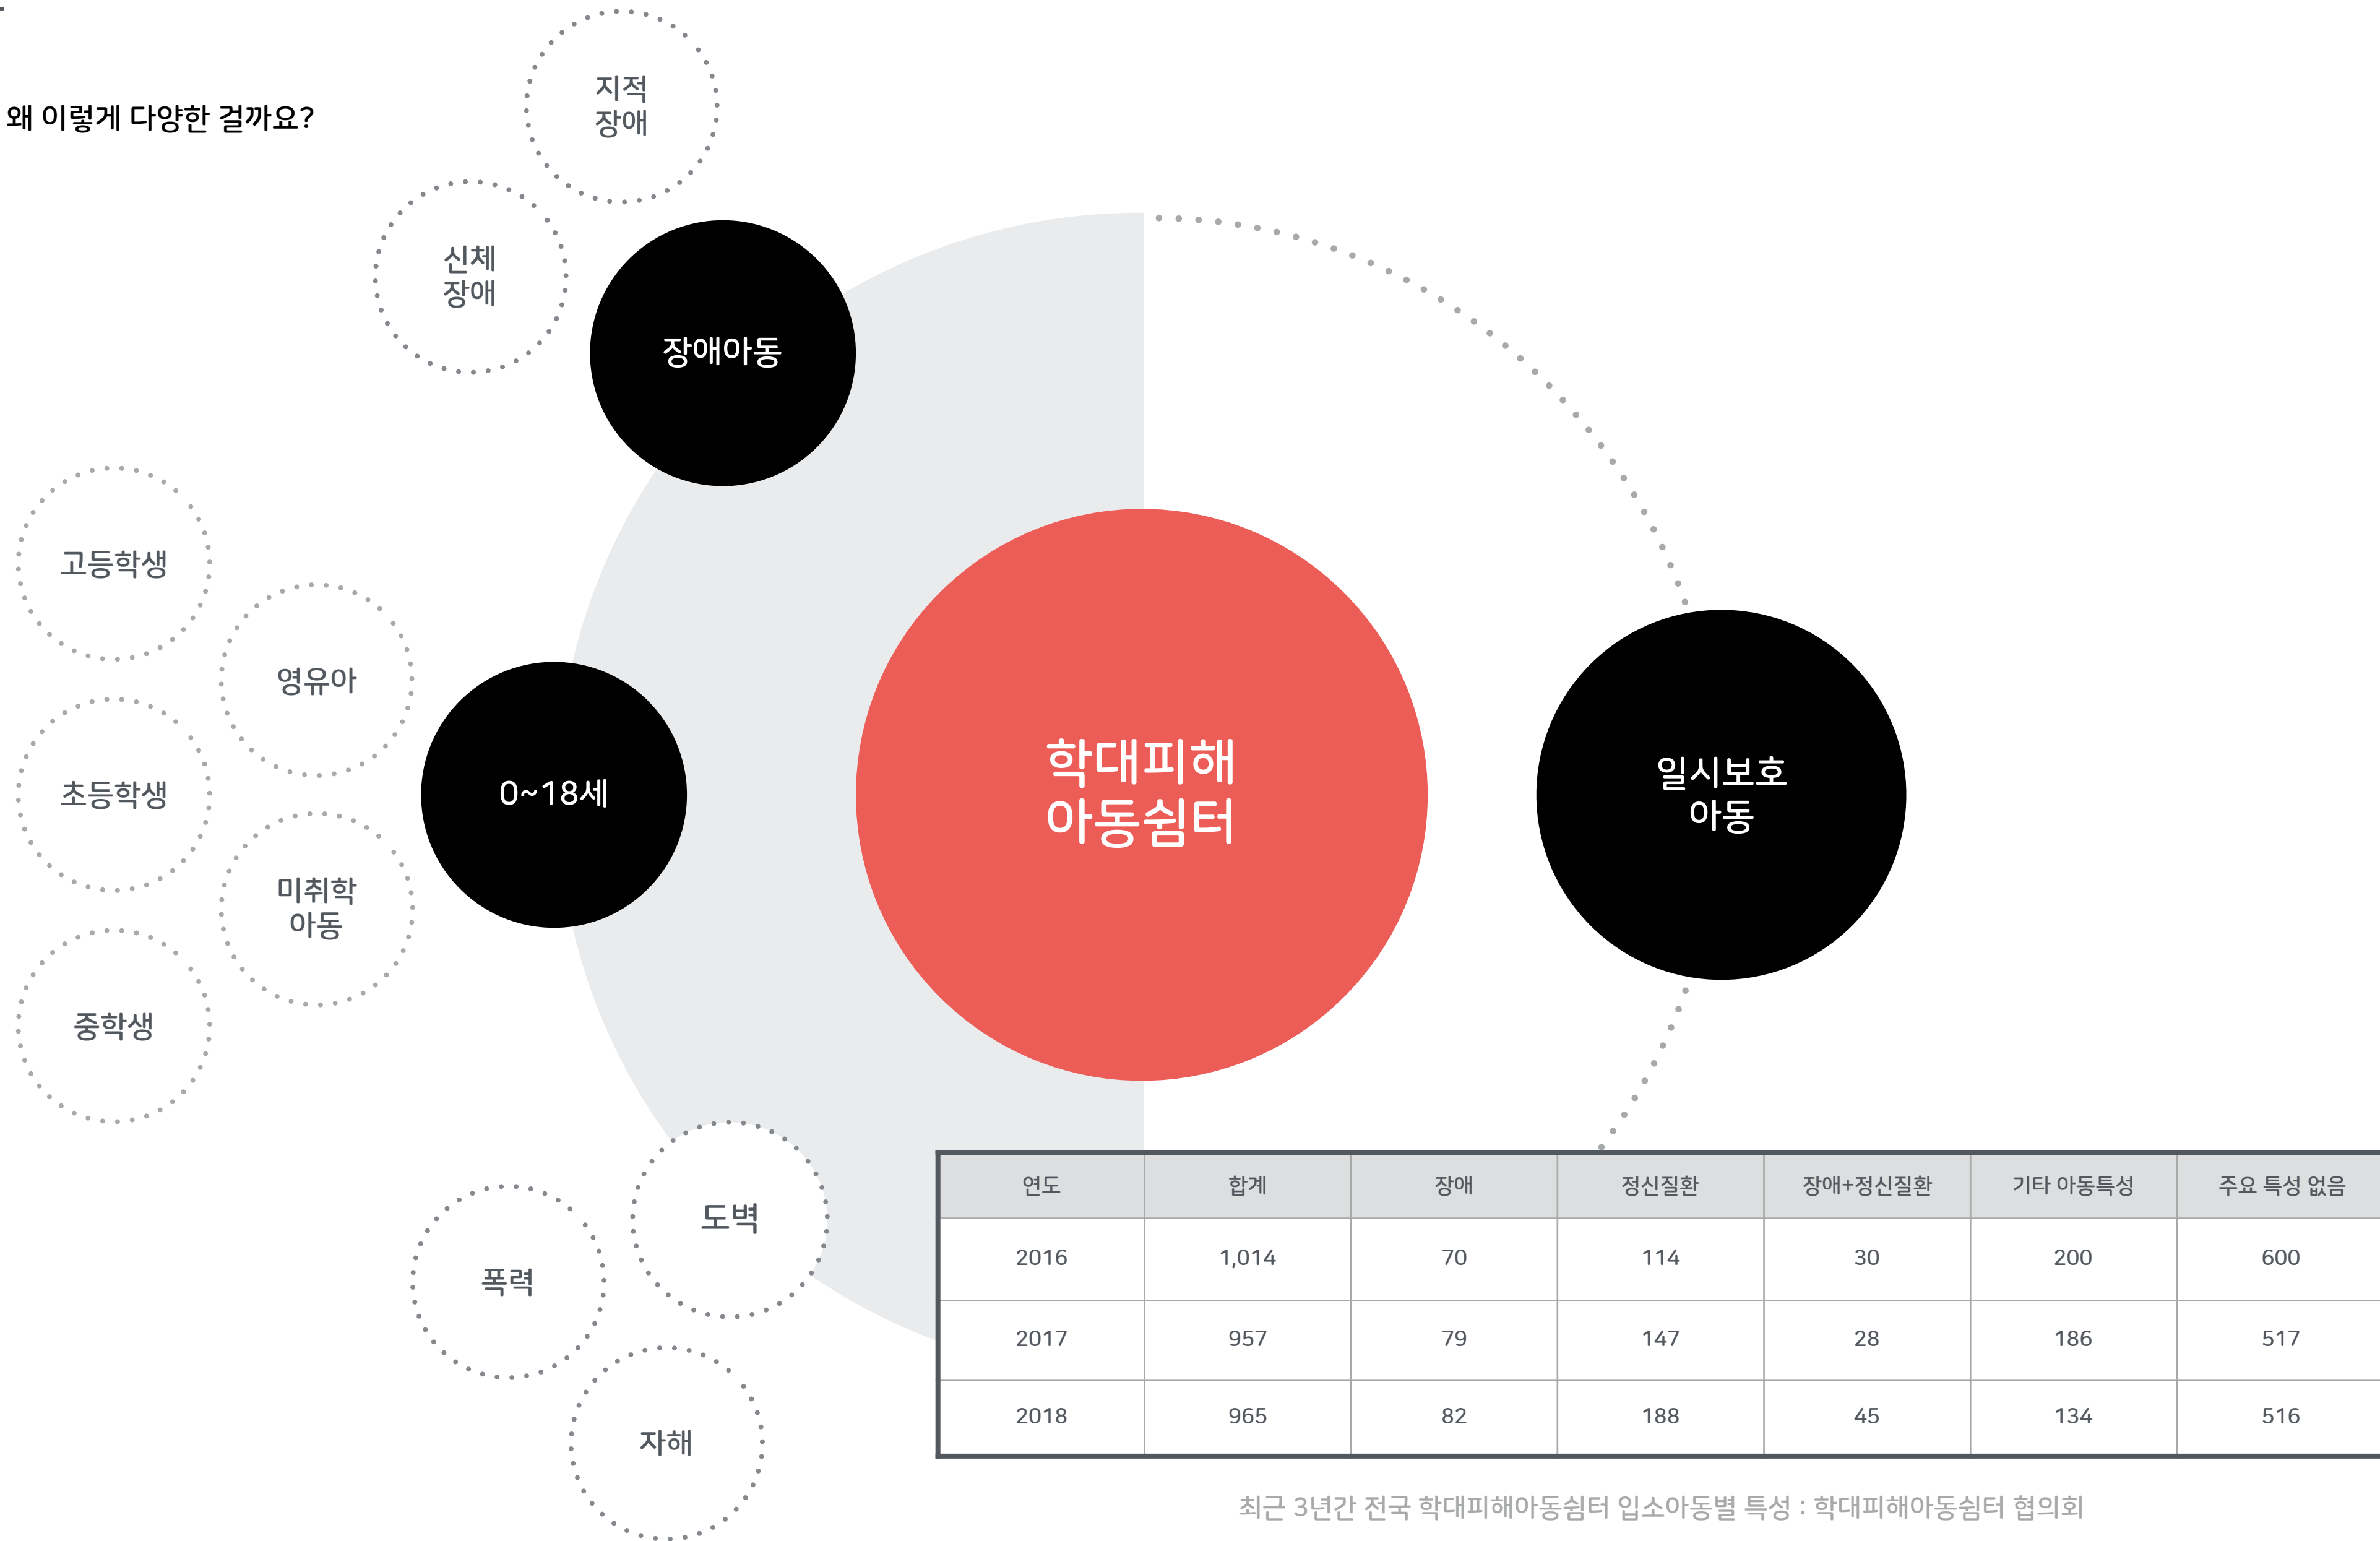 왜 이렇게 다양한 걸까요?
지적
장애
신체
장애
장애아동
고등학생
영유아
초등학생
미취학
아동
중학생
0~18세
학대피해
아동쉼터
일시보호
아동
도벽
폭력
자해
연도 합계 장애 정신질환 장애+정신질환 기타 아동특성 주요 특성 없음
2016 1,014 70 114 30 200 600
2017 957 79 147 28 186 517
2018 965 82 188 45 134 516
최근 3년간 전국 학대피해아동쉼터 입소아동별 특성 : 학대피해아동쉼터 협의회